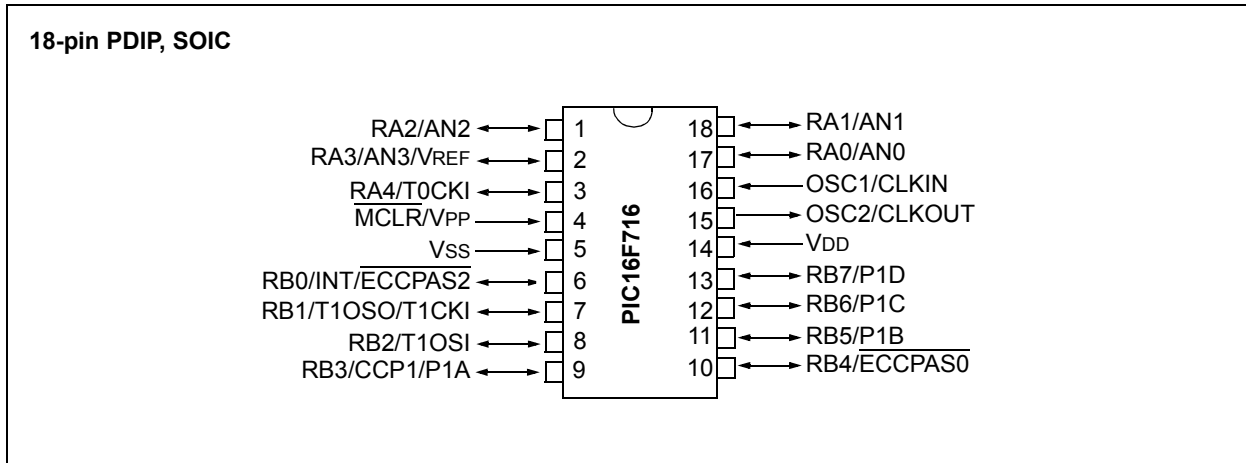 18-pin PDIP, SOIC
RA2/AN2 1 18 RA1/AN1
RA3/AN3/VREF 2 17 RA0/AN0
RA4/T0CKI 3 16 OSC1/CLKIN
MCLR/VPP 4 15 OSC2/CLKOUT
VSS 5 14 VDD
RB0/INT/ECCPAS2 6 13 RB7/P1D
RB1/T1OSO/T1CKI 7 12 RB6/P1C
RB2/T1OSI 8 11 RB5/P1B
RB3/CCP1/P1A 9 10 RB4/ECCPAS0
PIC16F716